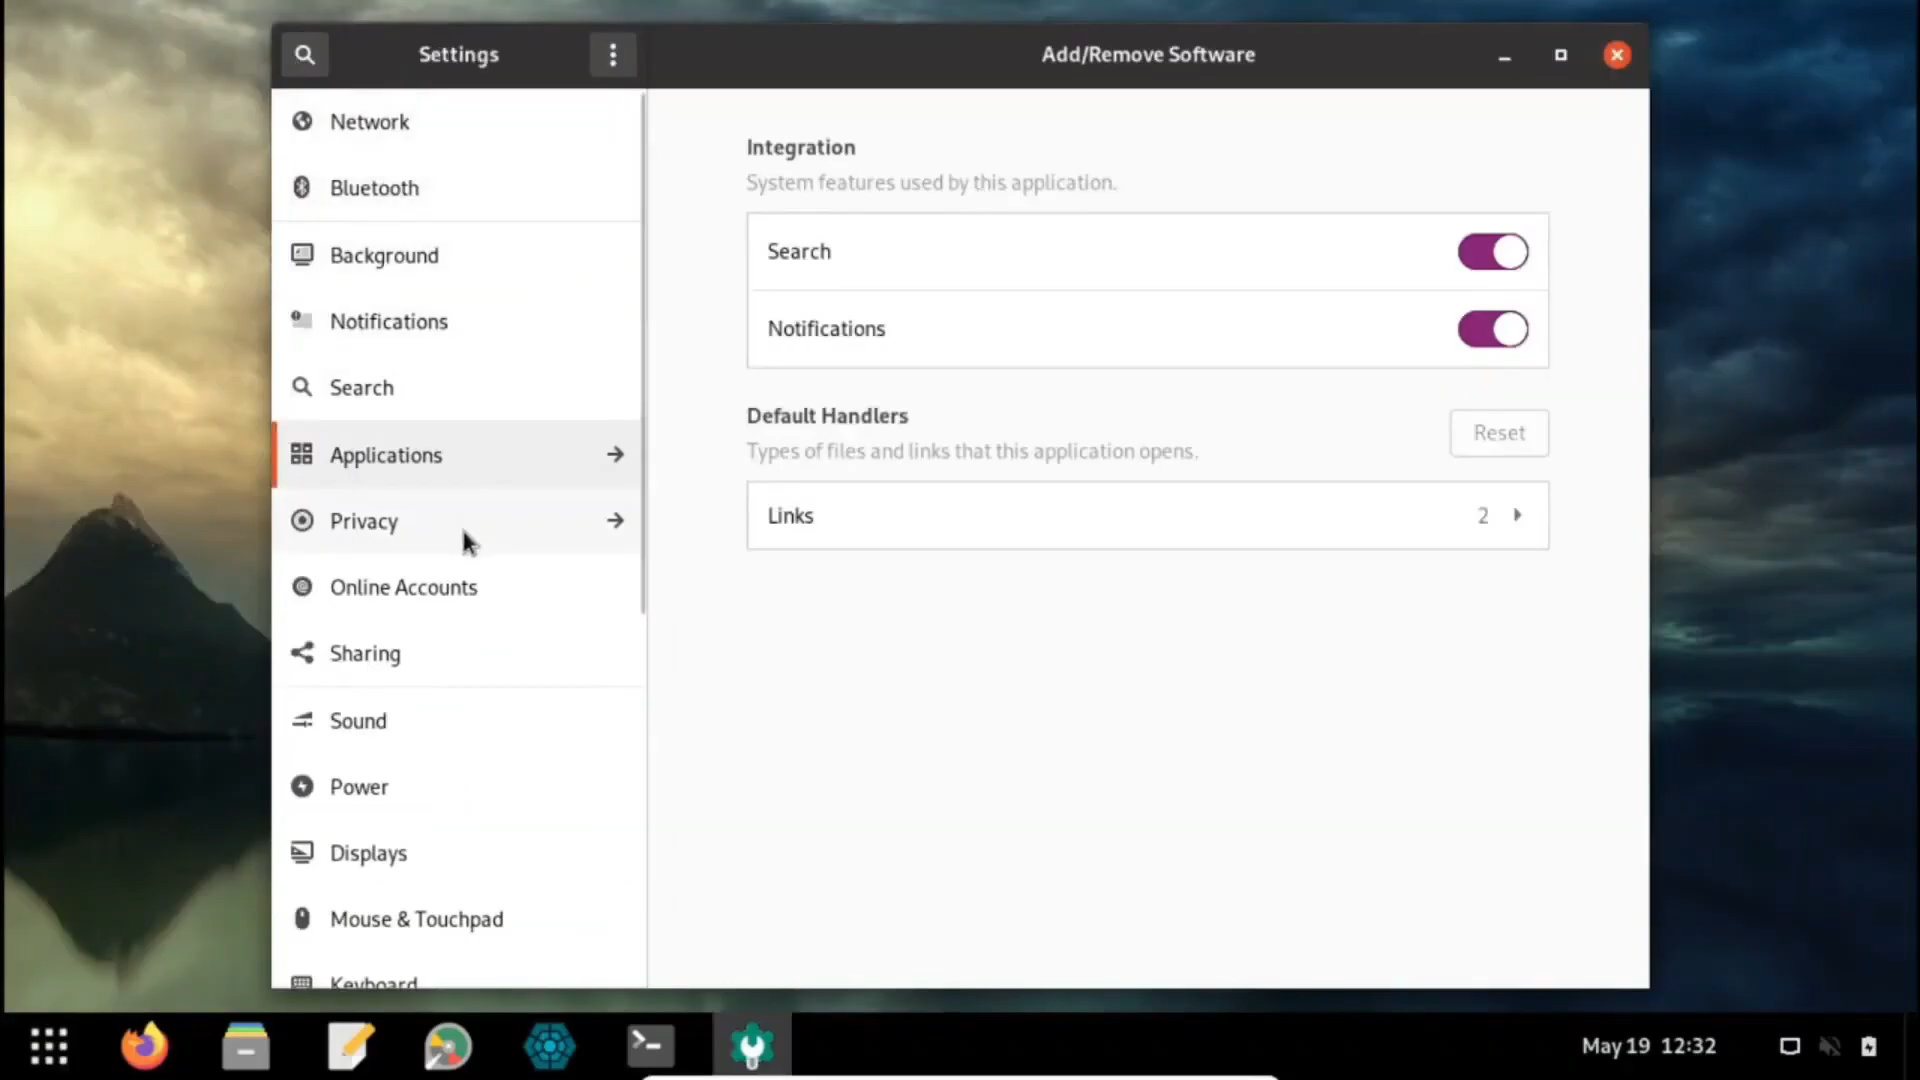 Settings
Add/Remove Software
Network
Bluetooth
Background
Notifications
Search
Applications
Privacy
Online Accounts
Sharing
Sound
Power
Displays
Mouse & Touchpad
Keyboard
Integration
System features used by this application.
Search
Notifications
Default Handlers
Types of files and links that this application opens.
Reset
Links 2
May 19 12:32